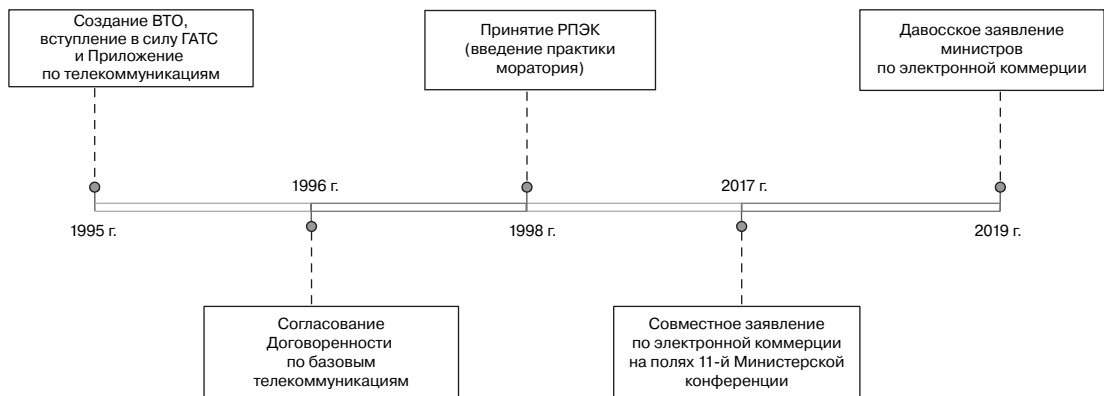 Создание ВТО,
вступление в силу ГАТС
и Приложение
по телекоммуникациям
Принятие РПЭК
(введение практики
моратория)
Давосское заявление
министров
по электронной коммерции
1996 г.
2017 г.
1995 г.
1998 г.
2019 г.
Согласование
Договоренности
по базовым
телекоммуникациям
Совместное заявление
по электронной коммерции
на полях 11-й Министерской
конференции